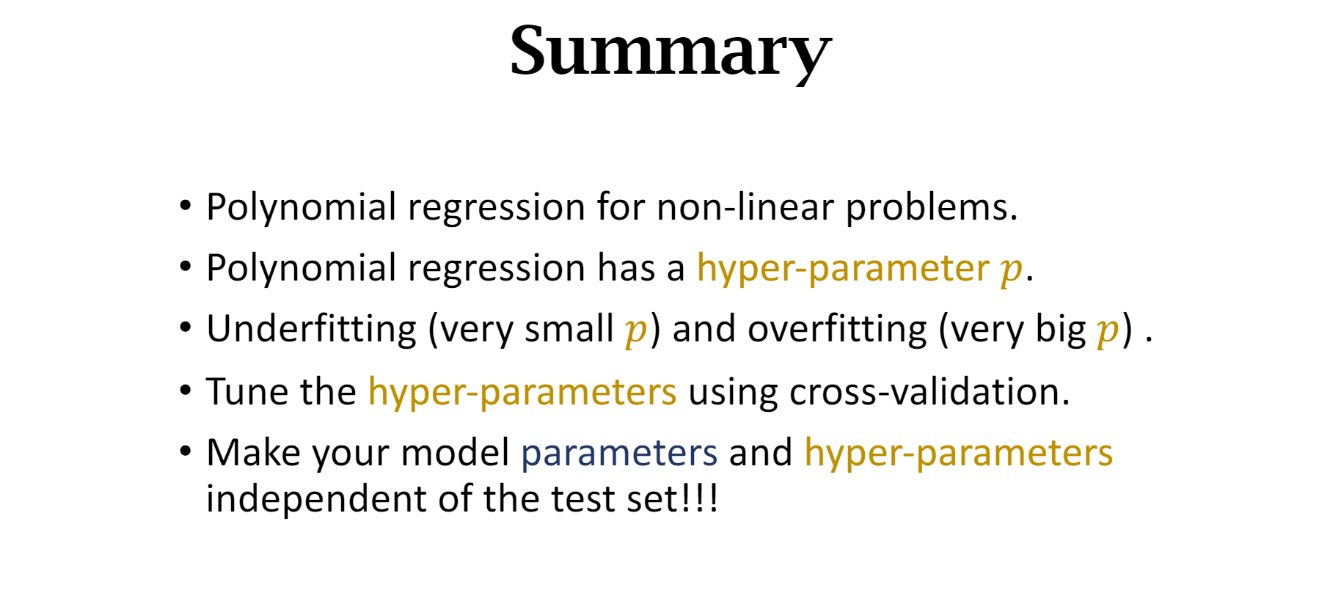 Summary
• Polynomial regression for non-linear problems.
• Polynomial regression has a hyper-parameter p.
• Underfitting (very small p) and overfitting (very big p) .
• Tune the hyper-parameters using cross-validation.
• Make your model parameters and hyper-parameters
independent of the test set!!!